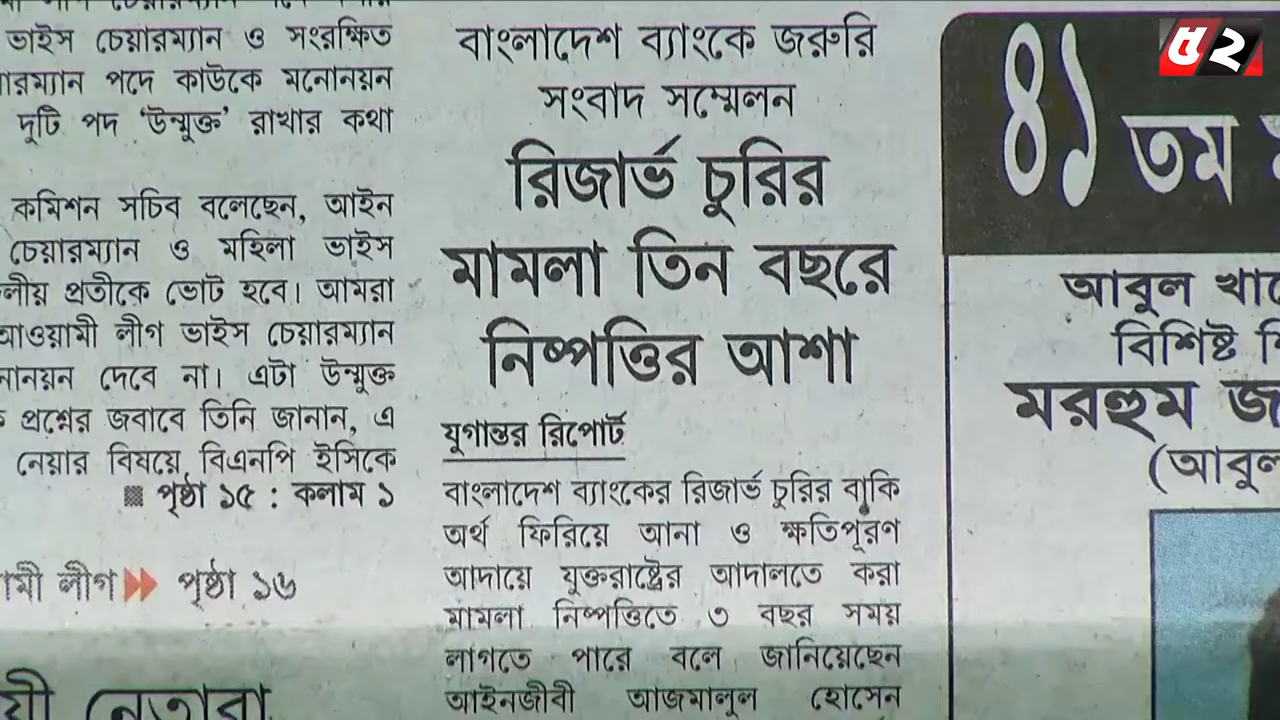 ভাইস চেয়ারম্যান ও সংরক্ষিত
পদে কাউকে মনোনয়ন
দুটি পদ ‘উন্মুক্ত’ রাখার কথা
কমিশন সচিব বলেছেন, আইন
চেয়ারম্যান ও মহিলা ভাইস
প্রতীকে ভোট হবে। আমরা
আওয়ামী লীগ ভাইস চেয়ারম্যান
দেবে না। এটা উন্মুক্ত
প্রশ্নের জবাবে তিনি জানান, এ
নেয়ার বিষয়ে বিএনপি ইসিকে
পৃষ্ঠা ১৫ : কলাম ১
লীগ পৃষ্ঠা ১৬
নেতারা
বাংলাদেশ ব্যাংকে জরুরি
সংবাদ সম্মেলন
রিজার্ভ চুরির
মামলা তিন বছরে
নিষ্পত্তির আশা
যুগান্তর রিপোর্ট
বাংলাদেশ ব্যাংকের রিজার্ভ চুরির বাকি
অর্থ ফিরিয়ে আনা ও ক্ষতিপূরণ
আদায়ে যুক্তরাষ্ট্রের আদালতে করা
মামলা নিষ্পত্তিতে ৩ বছর সময়
লাগতে পারে বলে জানিয়েছেন
আইনজীবী আজমালুল হোসেন
৫২
৪১ তম
আবুল
বিশিষ্ট
মরহুম
(আবুল